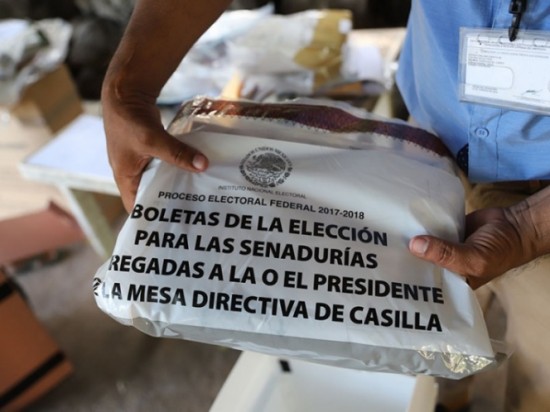 INSTITUTO NACIONAL ELECTORAL
PROCESO ELECTORAL FEDERAL 2017-2018
BOLETAS DE LA ELECCIÓN
PARA LAS SENADURÍAS
REGADAS A LA O EL PRESIDENTE
LA MESA DIRECTIVA DE CASILLA